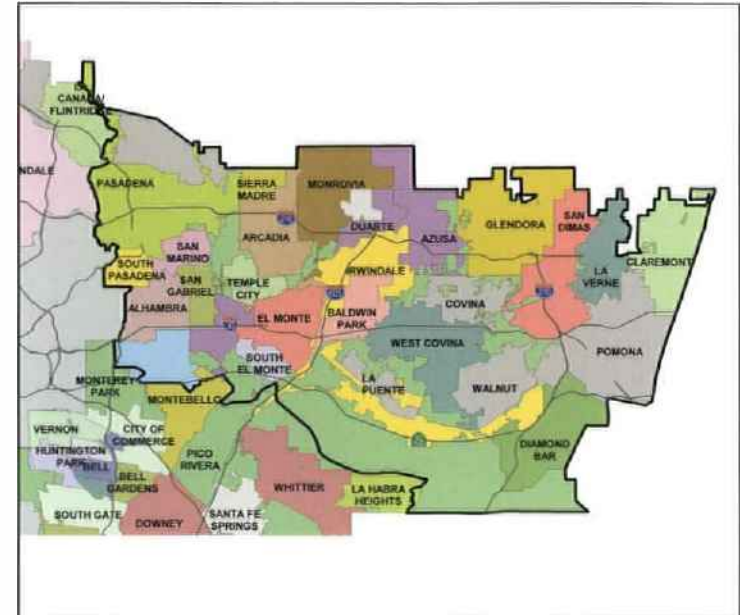 CANADA/
FLINTRIDGE
NDALE
PASADENA
SIERRA
MADRE
MONROVIA
DUARTE
AZUSA
GLENDORA
SAN
DIMAS
LA
VERNE
CLAREMONT
ARCADIA
SAN
MARINO
SOUTH
PASADENA
SAN
GABRIEL
TEMPLE
CITY
IRWINDALE
ALHAMBRA
EL MONTE
BALDWIN
PARK
COVINA
WEST COVINA
POMONA
SOUTH
EL MONTE
LA
PUENTE
WALNUT
MONTEREY
PARK
MONTEBELLO
VERNON
CITY OF
COMMERCE
HUNTINGTON
PARK
BELL
BELL
GARDENS
PICO
RIVERA
DIAMOND
BAR
WHITTIER
LA HABRA
HEIGHTS
SOUTH GATE
DOWNEY
SANTA FE
SPRINGS